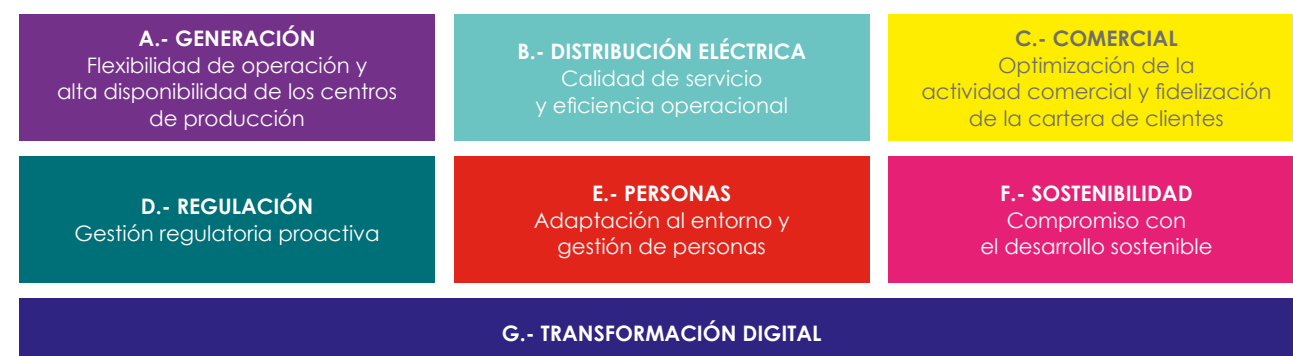 A.- GENERACIÓN
Flexibilidad de operación y
alta disponibilidad de los centros
de producción
B.- DISTRIBUCIÓN ELÉCTRICA
Calidad de servicio
y eficiencia operacional
C.- COMERCIAL
Optimización de la
actividad comercial y fidelización
de la cartera de clientes
D.- REGULACIÓN
Gestión regulatoria proactiva
E.- PERSONAS
Adaptación al entorno y
gestión de personas
F.- SOSTENIBILIDAD
Compromiso con
el desarrollo sostenible
G.- TRANSFORMACIÓN DIGITAL